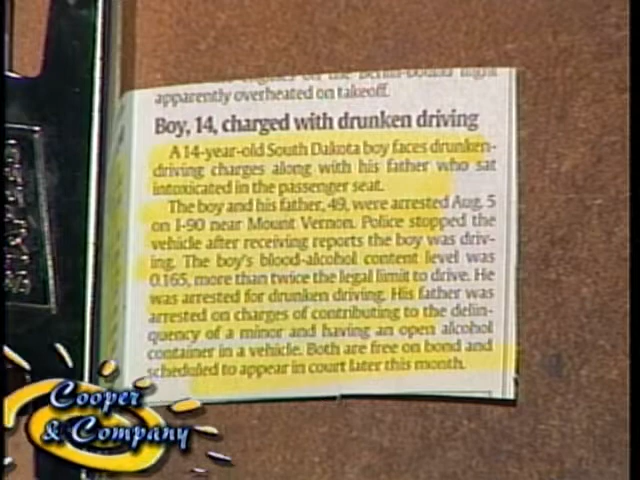 apparently overheated on takeoff.
Boy, 14, charged with drunken driving
A 14-year-old South Dakota boy faces drunken-
driving charges along with his father who sat
intoxicated in the passenger seat.
The boy and his father, 49, were arrested Aug. 5
on I-90 near Mount Vernon. Police stopped the
vehicle after receiving reports the boy was driv-
ing. The boy's blood-alcohol content level was
0.165, more than twice the legal limit to drive. He
was arrested for drunken driving. His father was
arrested on charges of contributing to the delin-
quency of a minor and having an open alcohol
container in a vehicle. Both are free on bond and
scheduled to appear in court later this month.
Cooper
& Company